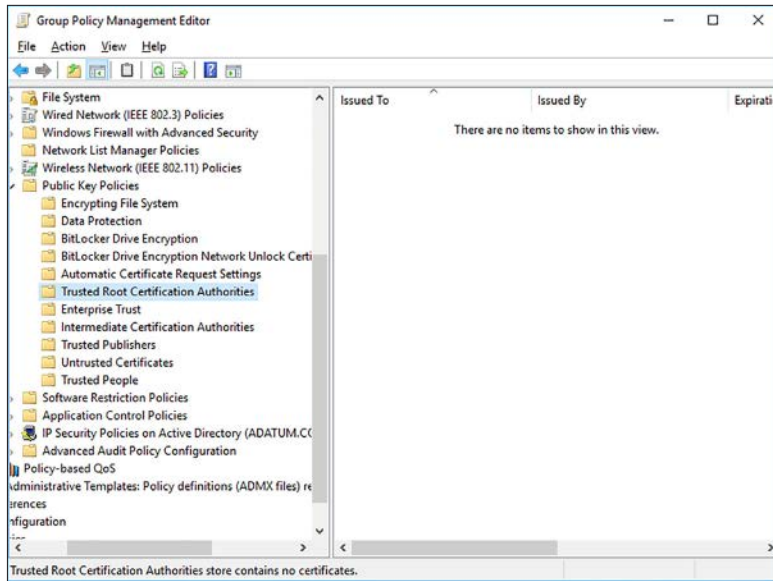 Group Policy Management Editor
File Action View Help
File System
Wired Network (IEEE 802.3) Policies
Windows Firewall with Advanced Security
Network List Manager Policies
Wireless Network (IEEE 802.11) Policies
Public Key Policies
Encrypting File System
Data Protection
BitLocker Drive Encryption
BitLocker Drive Encryption Network Unlock Certi
Automatic Certificate Request Settings
Trusted Root Certification Authorities
Enterprise Trust
Intermediate Certification Authorities
Trusted Publishers
Untrusted Certificates
Trusted People
Software Restriction Policies
Application Control Policies
IP Security Policies on Active Directory (ADATUM.CO
Advanced Audit Policy Configuration
Policy-based QoS
Administrative Templates: Policy definitions (ADMX files) re
erences
nfiguration
Issued To Issued By Expirati
There are no items to show in this view.
Trusted Root Certification Authorities store contains no certificates.